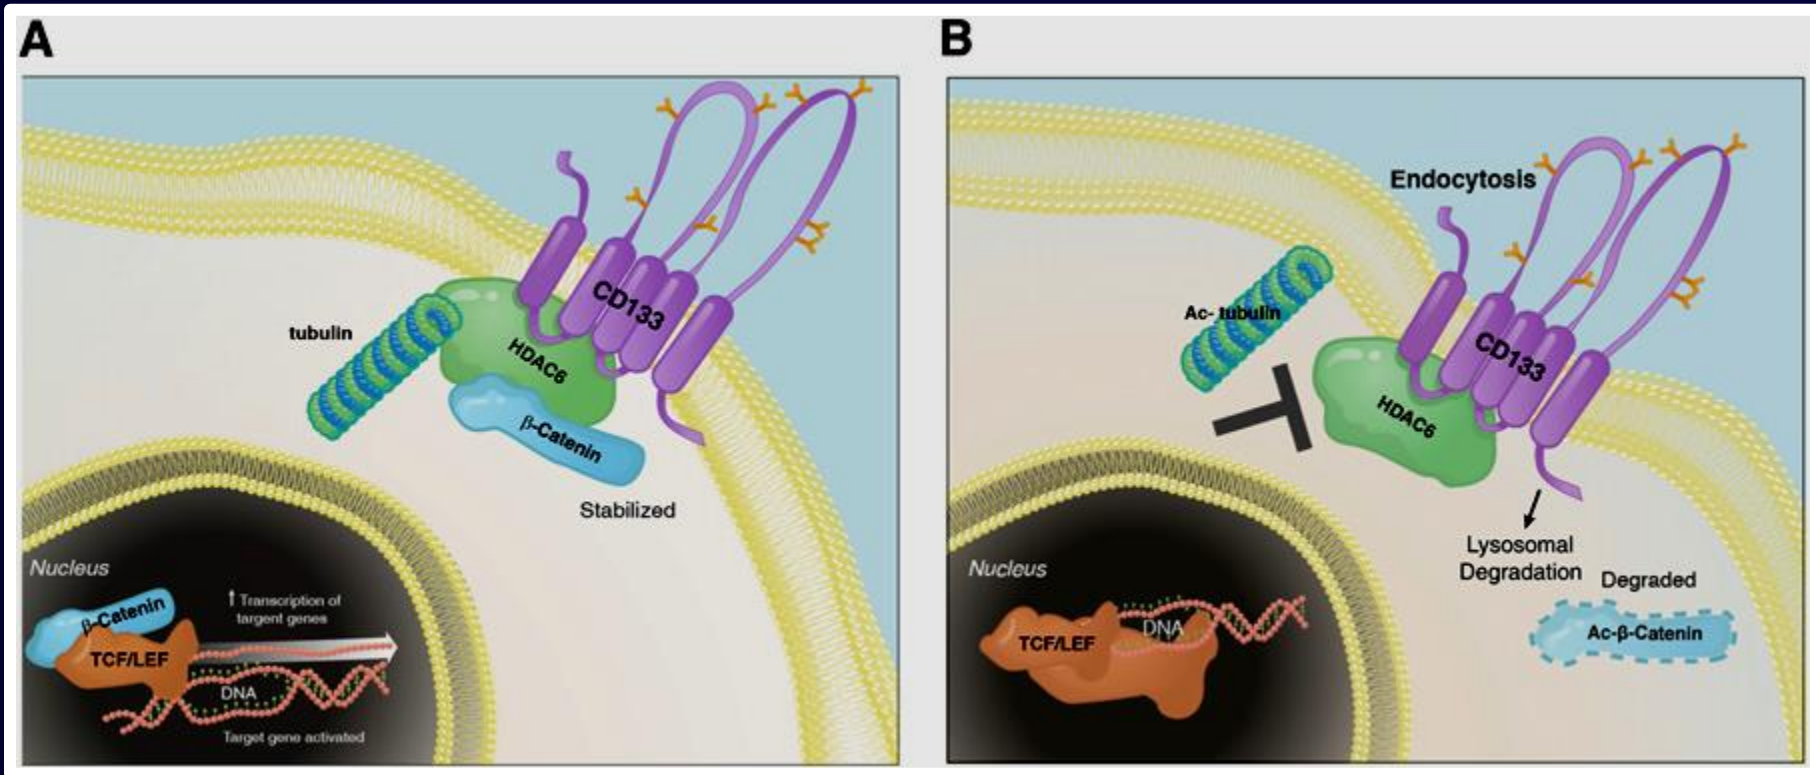 A
tubulin
CD133
HDAC6
β-Catenin
Stabilized
Nucleus
β-Catenin
TCF/LEF
↑ Transcription of
targent genes
DNA
Target gene activated
B
Endocytosis
Ac- tubulin
CD133
HDAC6
Lysosomal
Degradation
Degraded
Ac-β-Catenin
Nucleus
TCF/LEF
DNA